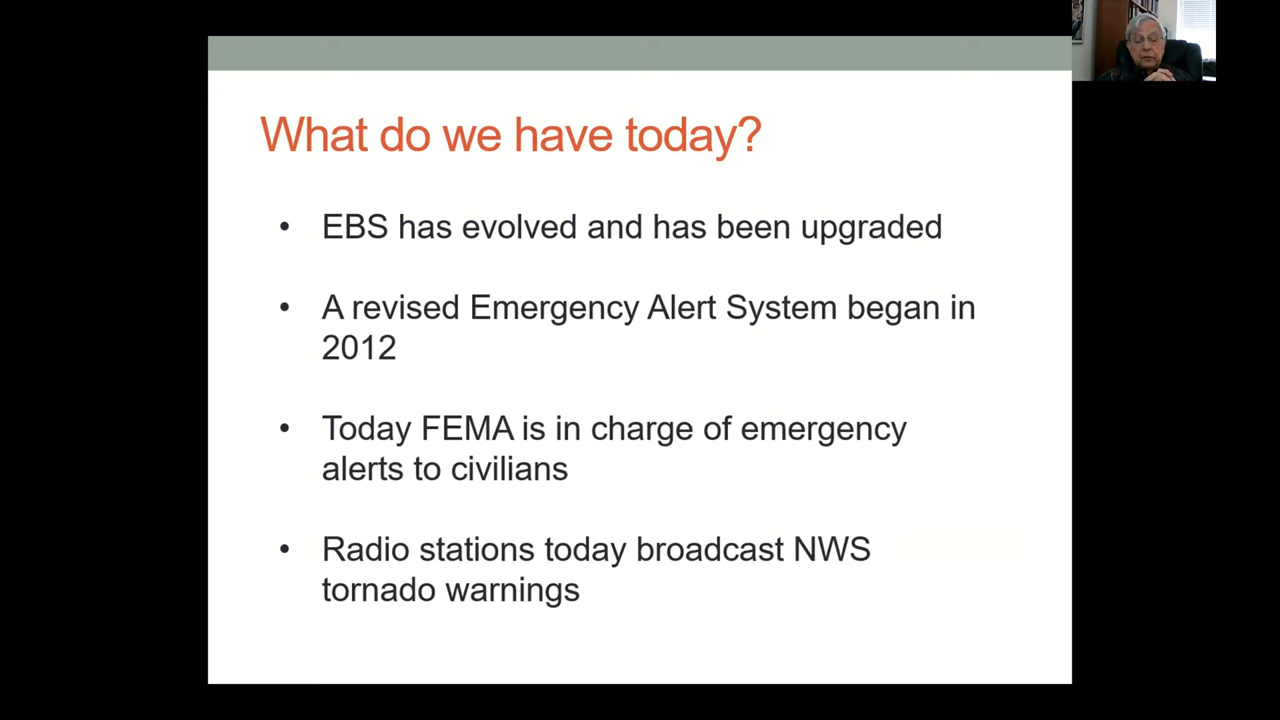 What do we have today?
• EBS has evolved and has been upgraded
• A revised Emergency Alert System began in
2012
• Today FEMA is in charge of emergency
alerts to civilians
• Radio stations today broadcast NWS
tornado warnings